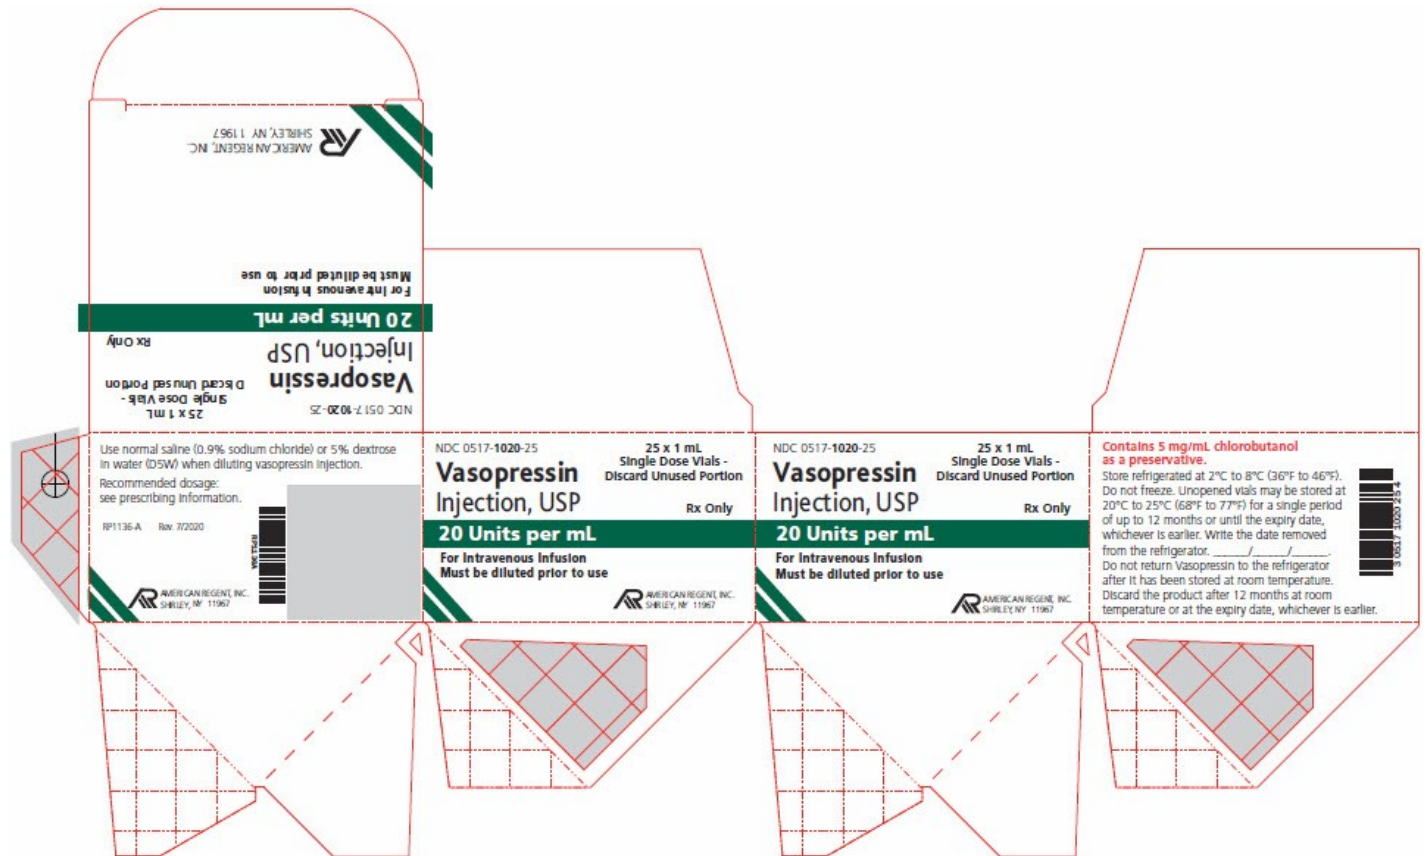 AMERICAN REGENT, INC.
SHIRLEY, NY 11967
For Intravenous Infusion
Must be diluted prior to use
20 Units per mL
NDC 0517-1020-25
Vasopressin
Injection, USP
25 x 1 mL
Single Dose Vials -
Discard Unused Portion
Rx Only
Use normal saline (0.9% sodium chloride) or 5% dextrose
in water (D5W) when diluting vasopressin injection.
Recommended dosage:
see prescribing information.
RP1136-A Rev. 7/2020
RP1136A
AMERICAN REGENT, INC.
SHIRLEY, NY 11967
NDC 0517-1020-25
Vasopressin
Injection, USP
25 x 1 mL
Single Dose Vials -
Discard Unused Portion
Rx Only
20 Units per mL
For Intravenous Infusion
Must be diluted prior to use
AMERICAN REGENT, INC.
SHIRLEY, NY 11967
NDC 0517-1020-25
Vasopressin
Injection, USP
25 x 1 mL
Single Dose Vials -
Discard Unused Portion
Rx Only
20 Units per mL
For Intravenous Infusion
Must be diluted prior to use
AMERICAN REGENT, INC.
SHIRLEY, NY 11967
Contains 5 mg/mL chlorobutanol
as a preservative.
Store refrigerated at 2°C to 8°C (36°F to 46°F).
Do not freeze. Unopened vials may be stored at
20°C to 25°C (68°F to 77°F) for a single period
of up to 12 months or until the expiry date,
whichever is earlier. Write the date removed
from the refrigerator. ______/______/______.
Do not return Vasopressin to the refrigerator
after it has been stored at room temperature.
Discard the product after 12 months at room
temperature or at the expiry date, whichever is earlier.
3 0517 1020 25 4